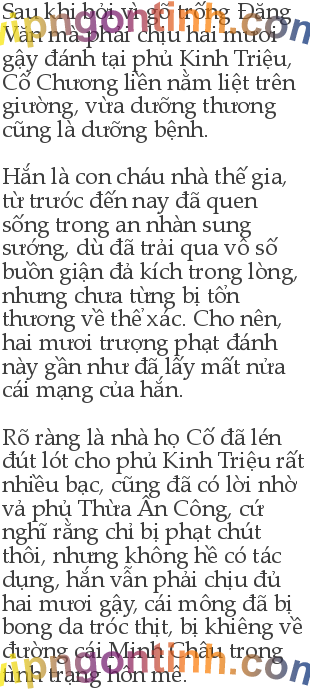 Sau khi bởi vì gõ trống Đăng
Văn mà phải chịu hai mươi
gậy đánh tại phủ Kinh Triệu,
Cố Chương liền nằm liệt trên
giường, vừa dưỡng thương
cũng là dưỡng bệnh.
Hắn là con cháu nhà thế gia,
từ trước đến nay đã quen
sống trong an nhàn sung
sướng, dù đã trải qua vô số
buồn giận đả kích trong lòng,
nhưng chưa từng bị tổn
thương về thể xác. Cho nên,
hai mươi trượng phạt đánh
này gần như đã lấy mất nửa
cái mạng của hắn.
Rõ ràng là nhà họ Cố đã lén
đút lót cho phủ Kinh Triệu rất
nhiều bạc, cũng đã có lời nhờ
vả phủ Thừa Ân Công, cứ
nghĩ rằng chỉ bị phạt chút
thôi, nhưng không hề có tác
dụng, hắn vẫn phải chịu đủ
hai mươi gậy, cái mông đã bị
bong da tróc thịt, bị khiêng về
đường cái Minh Châu trong
tình trạng hôn mê.
vipngontinh.com
vipngontinh.com